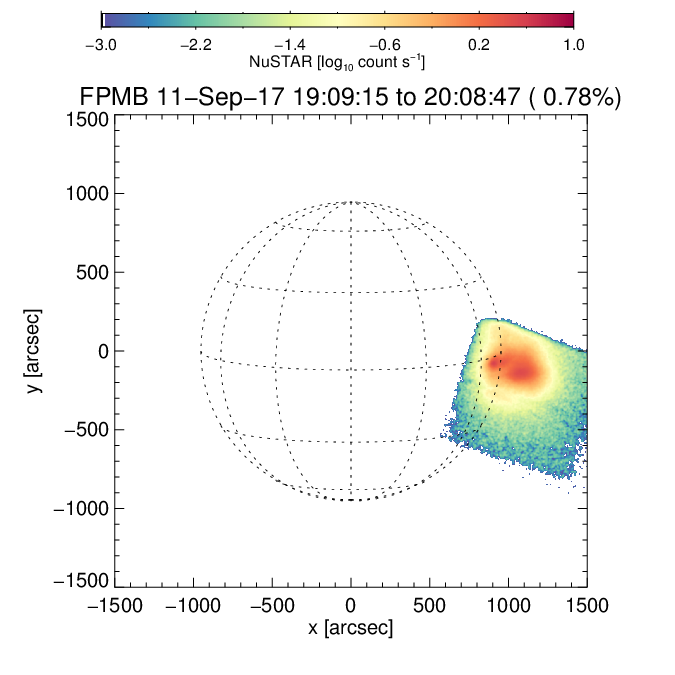 −3.0 −2.2 −1.4 −0.6 0.2 1.0
NuSTAR [log₁₀ count s⁻¹]
FPMB 11−Sep−17 19:09:15 to 20:08:47 ( 0.78%)
1500
1000
500
0
−500
−1000
−1500
y [arcsec]
−1500 −1000 −500 0 500 1000 1500
x [arcsec]